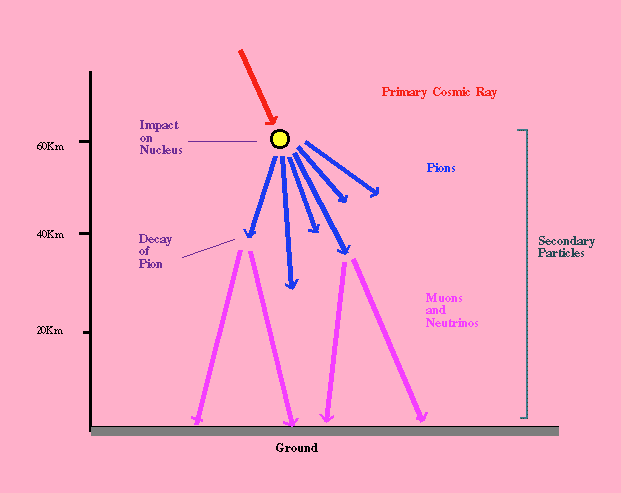 Primary Cosmic Ray
Impact
on
Nucleus
60Km
Pions
40Km
Decay
of
Pion
Secondary
Particles
Muons
and
Neutrinos
20Km
Ground